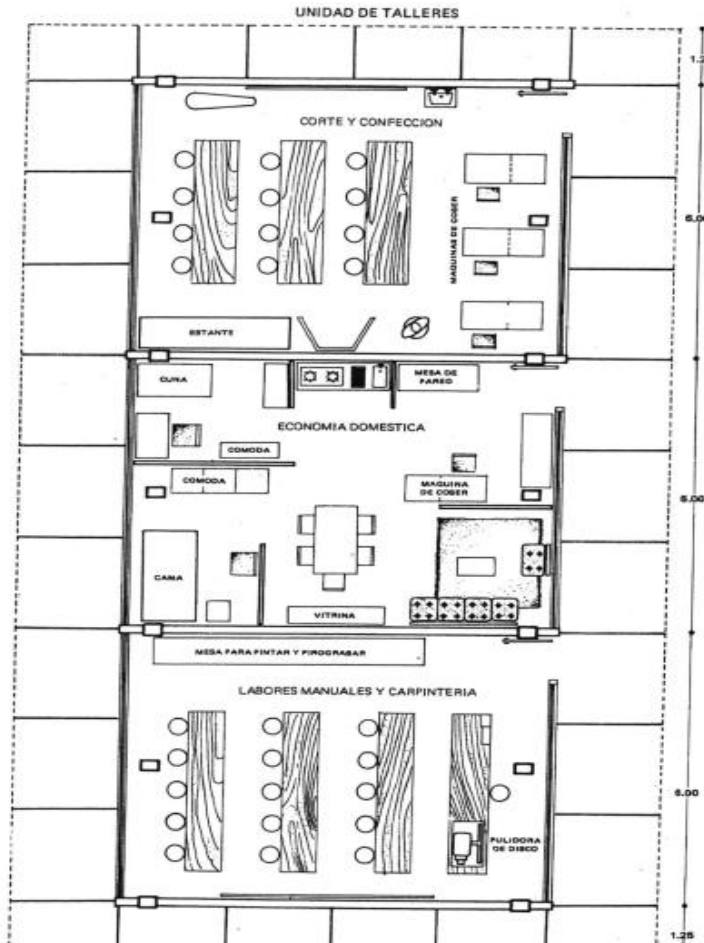 UNIDAD DE TALLERES
CORTE Y CONFECCION
MAQUINAS DE COSER
6.00
ESTANTE
CUNA
MESA DE
PARED
ECONOMIA DOMESTICA
COMODA
COMODA
MAQUINA
DE COSER
6.00
CAMA
VITRINA
MESA PARA PINTAR Y PIROGRABAR
LABORES MANUALES Y CARPINTERIA
6.00
PULIDORA
DE DISCO
1.25